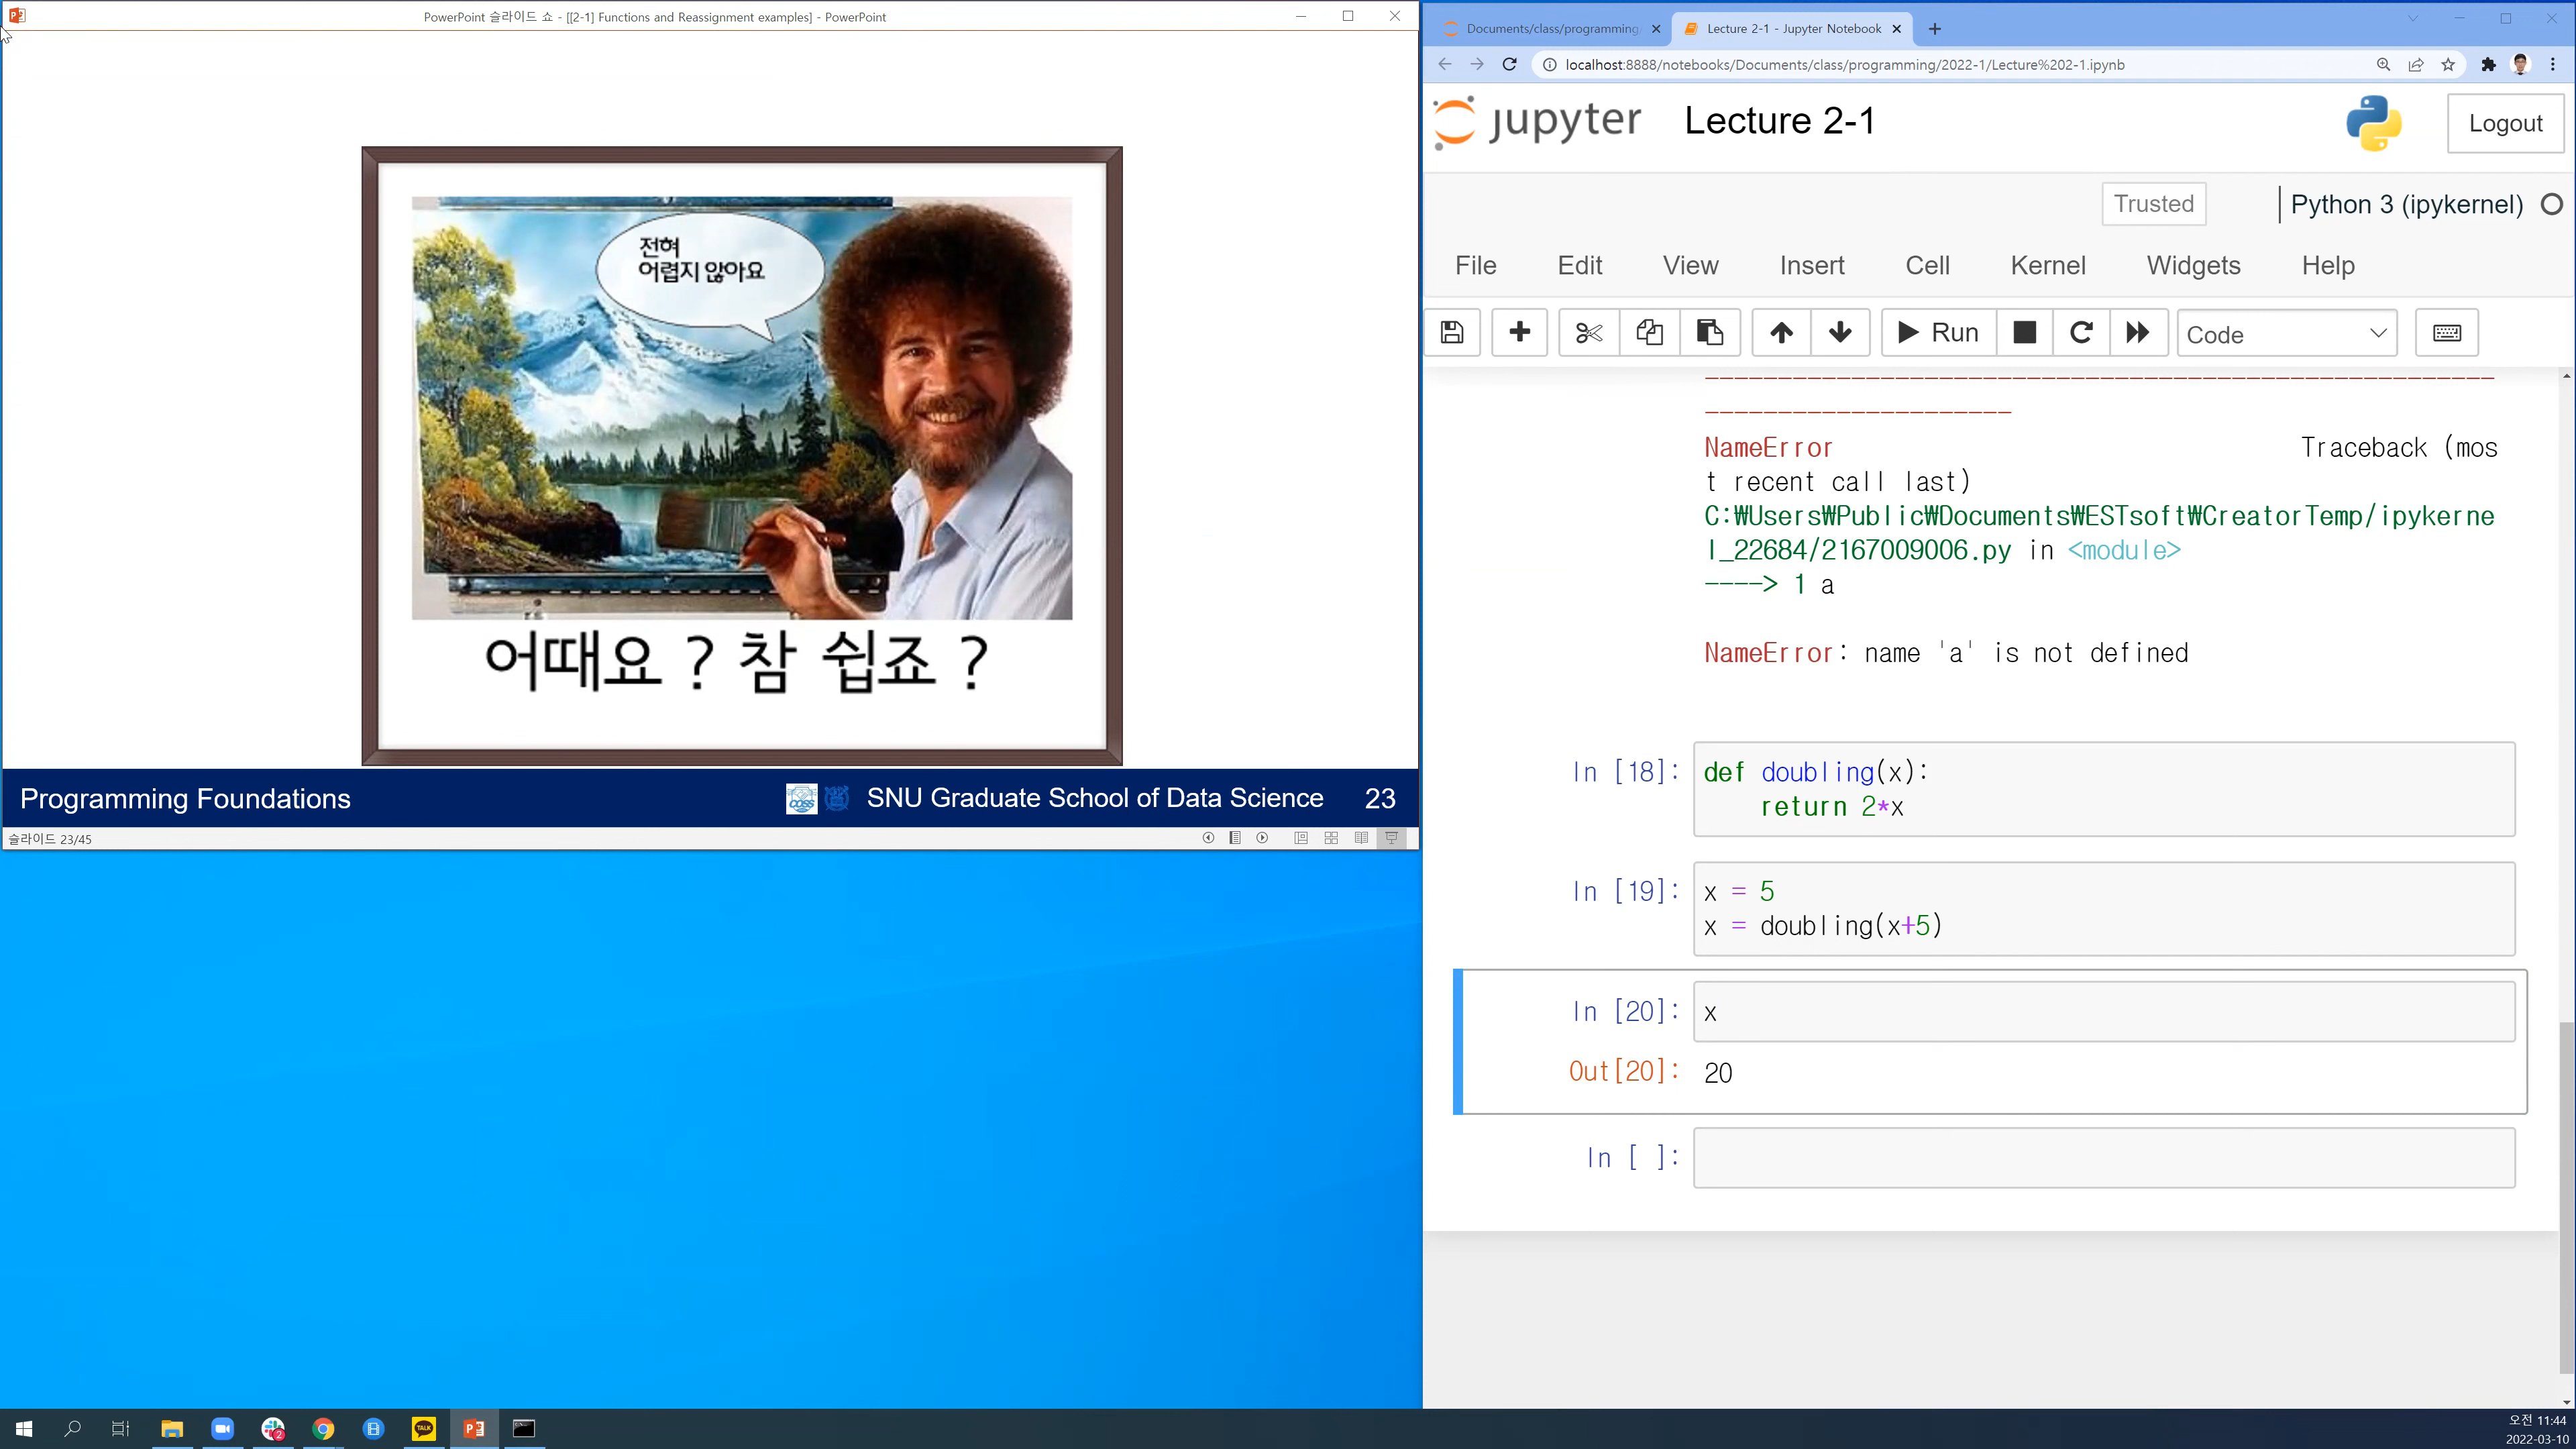 PowerPoint 슬라이드 쇼 - [[2-1] Functions and Reassignment examples] - PowerPoint
전혀
어렵지 않아요
어때요 ? 참 쉽죠 ?
Programming Foundations
SNU Graduate School of Data Science
23
슬라이드 23/45
Documents/class/programming
Lecture 2-1 - Jupyter Notebook
localhost:8888/notebooks/Documents/class/programming/2022-1/Lecture%202-1.ipynb
jupyter
Lecture 2-1
Logout
Trusted
Python 3 (ipykernel)
File Edit View Insert Cell Kernel Widgets Help
Run
Code
---------------------------------------------------------
----------------------
NameError Traceback (mos
t recent call last)
C:₩Users₩Public₩Documents₩ESTsoft₩CreatorTemp/ipykerne
l_22684/2167009006.py in <module>
----> 1 a
NameError: name 'a' is not defined
In [18]:
def doubling(x):
    return 2*x
In [19]:
x = 5
x = doubling(x+5)
In [20]:
x
Out[20]:
20
In [ ]:
TALK
2
오전 11:44
2022-03-10